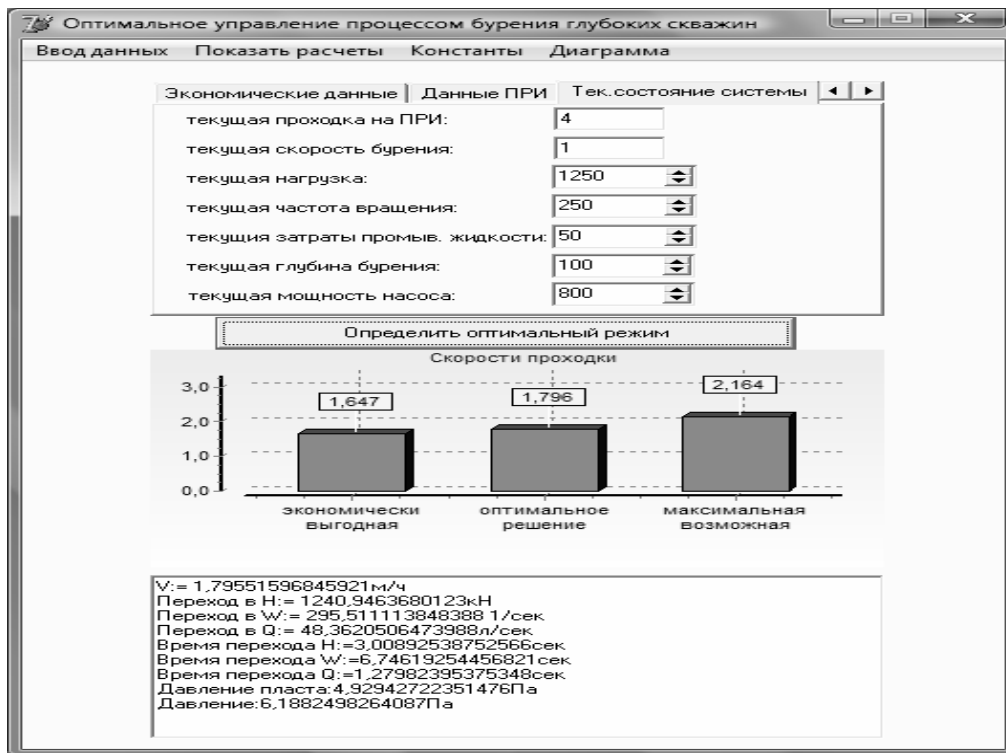 Оптимальное управление процессом бурения глубоких скважин
Ввод данных Показать расчеты Константы Диаграмма
Экономические данные Данные ПРИ Тек.состояние системы
текущая проходка на ПРИ: 4
текущая скорость бурения: 1
текущая нагрузка: 1250
текущая частота вращения: 250
текущия затраты промыв. жидкости: 50
текущая глубина бурения: 100
текущая мощность насоса: 800
Определить оптимальный режим
Скорости проходки
3,0
2,0
1,0
0,0
1,647 1,796 2,164
экономически выгодная
оптимальное решение
максимальная возможная
V:= 1,79551596845921м/ч
Переход в H:= 1240,9463680123кН
Переход в W:= 295,511113848388 1/сек
Переход в Q:= 48,3620506473988л/сек
Время перехода H:=3,00892538752566сек
Время перехода W:=6,74619254456821сек
Время перехода Q:=1,27982395375348сек
Давление пласта:4,92942722351476Па
Давление:6,1882498264087Па